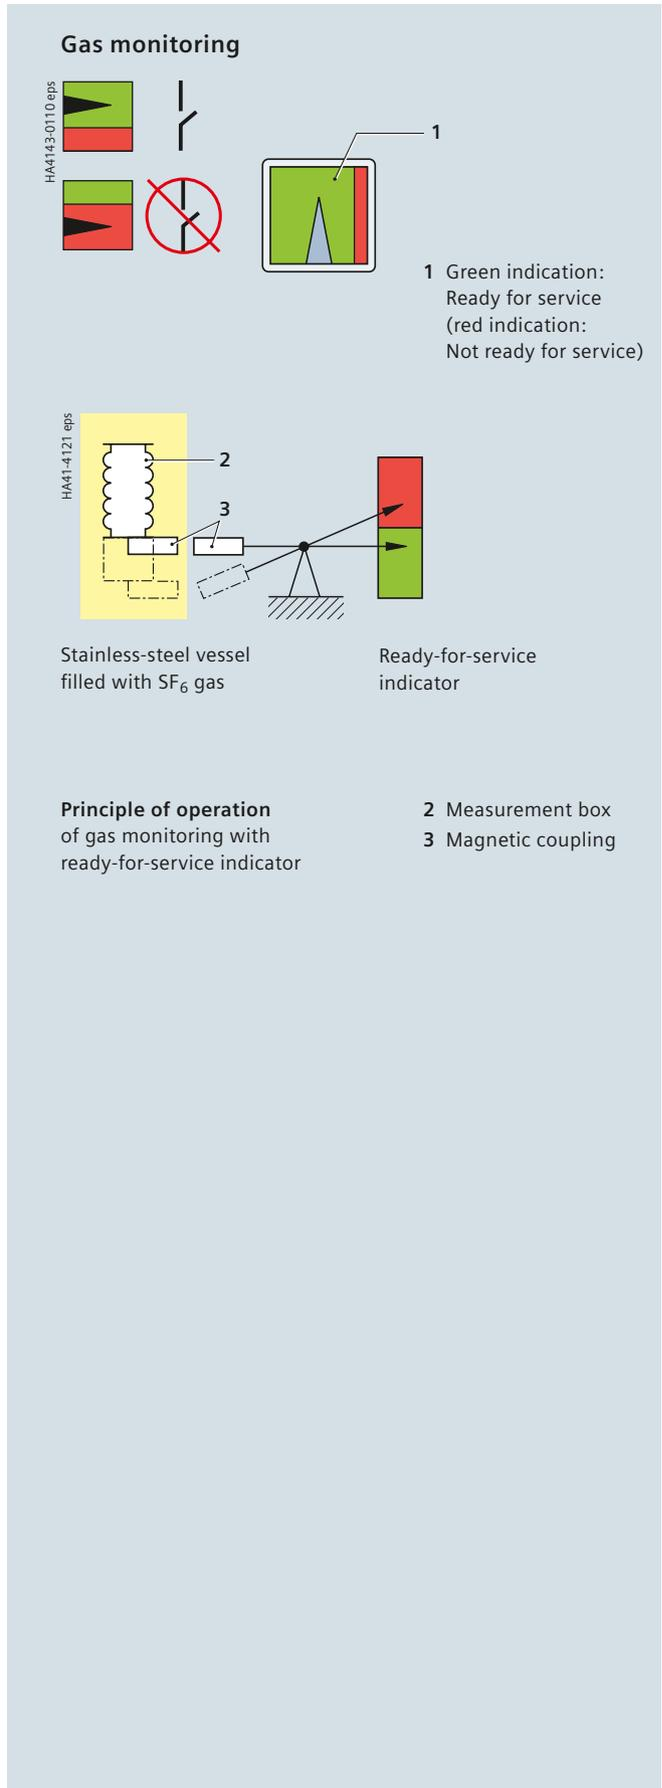 Gas monitoring
HA4143-0110 eps
1
1 Green indication:
Ready for service
(red indication:
Not ready for service)
HA41-4121 eps
2
3
Stainless-steel vessel
filled with SF₆ gas
Ready-for-service
indicator
Principle of operation
of gas monitoring with
ready-for-service indicator
2 Measurement box
3 Magnetic coupling